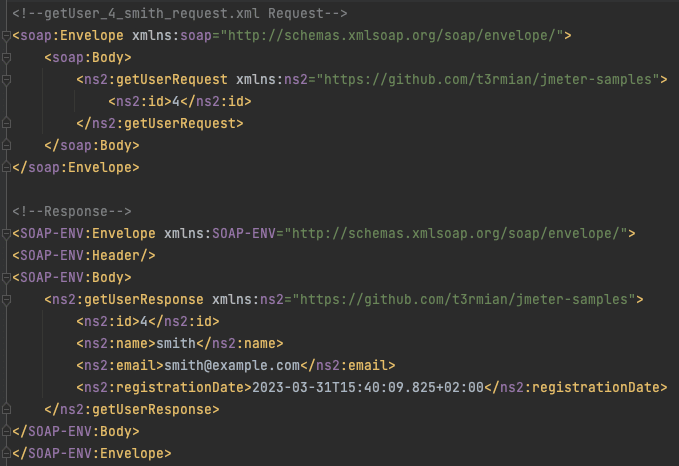 <!--getUser_4_smith_request.xml Request-->
<soap:Envelope xmlns:soap="http://schemas.xmlsoap.org/soap/envelope/">
    <soap:Body>
        <ns2:getUserRequest xmlns:ns2="https://github.com/t3rmian/jmeter-samples">
            <ns2:id>4</ns2:id>
        </ns2:getUserRequest>
    </soap:Body>
</soap:Envelope>

<!--Response-->
<SOAP-ENV:Envelope xmlns:SOAP-ENV="http://schemas.xmlsoap.org/soap/envelope/">
<SOAP-ENV:Header/>
<SOAP-ENV:Body>
    <ns2:getUserResponse xmlns:ns2="https://github.com/t3rmian/jmeter-samples">
        <ns2:id>4</ns2:id>
        <ns2:name>smith</ns2:name>
        <ns2:email>smith@example.com</ns2:email>
        <ns2:registrationDate>2023-03-31T15:40:09.825+02:00</ns2:registrationDate>
    </ns2:getUserResponse>
</SOAP-ENV:Body>
</SOAP-ENV:Envelope>